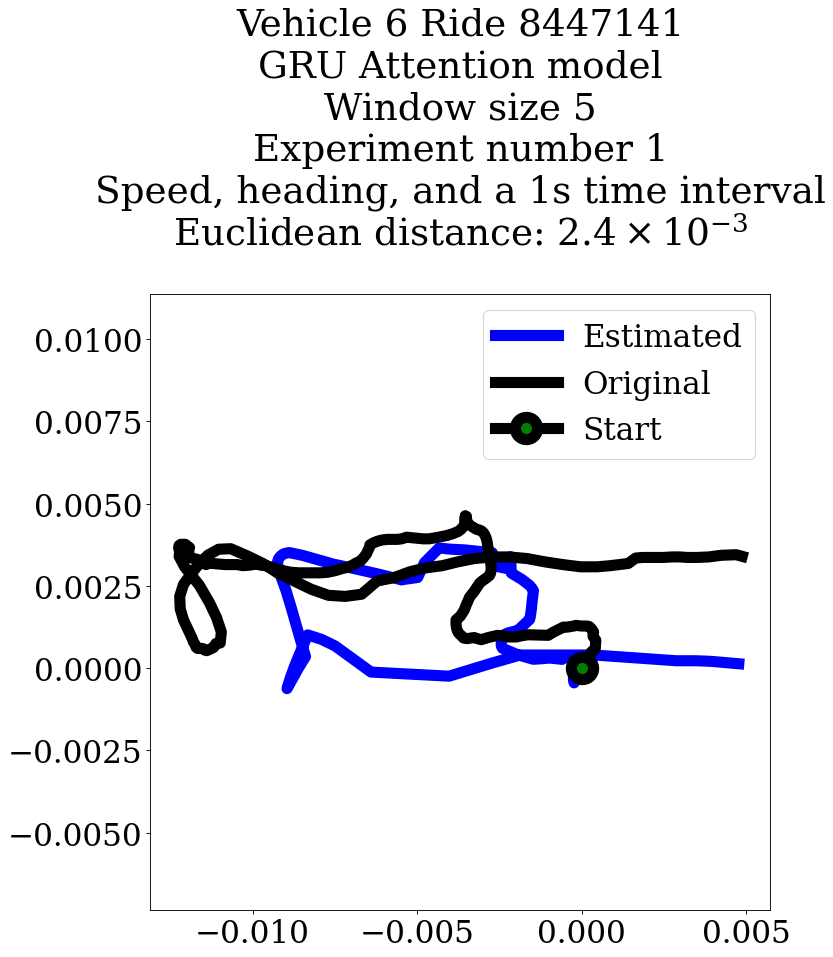 Vehicle 6 Ride 8447141
GRU Attention model
Window size 5
Experiment number 1
Speed, heading, and a 1s time interval
Euclidean distance: 2.4 × 10⁻³
Estimated
Original
Start
0.0100
0.0075
0.0050
0.0025
0.0000
−0.0025
−0.0050
−0.010 −0.005 0.000 0.005